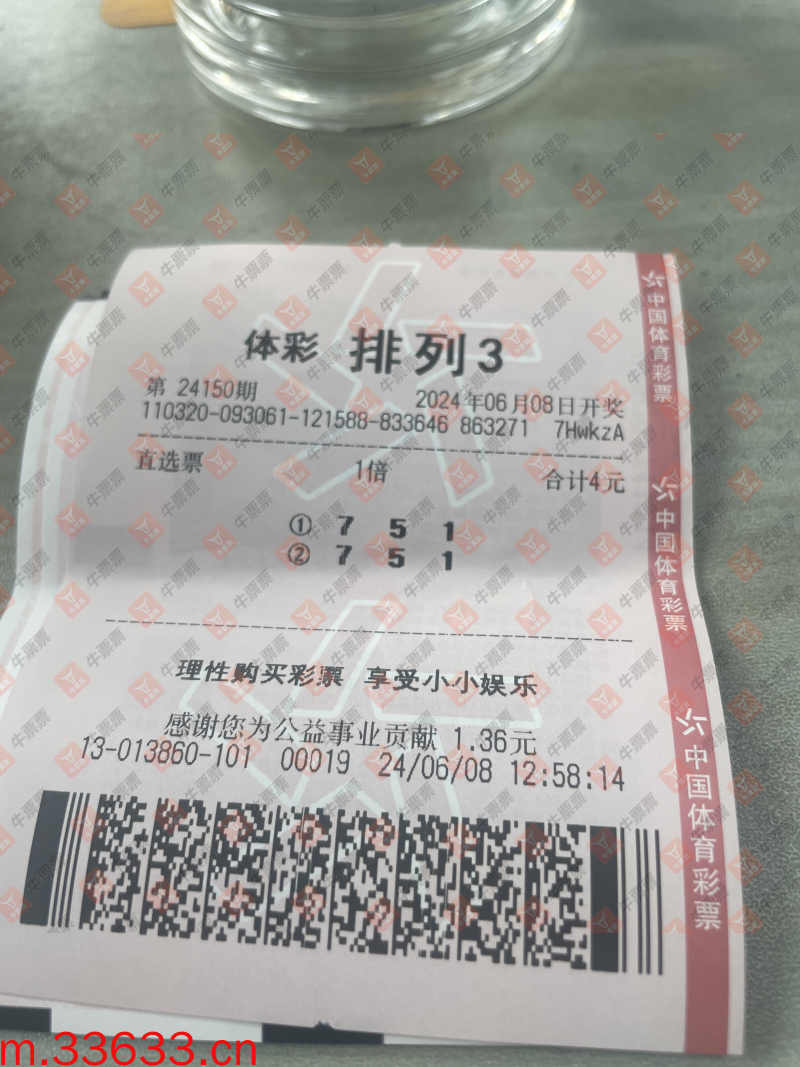 体彩 排列3
第 24150期 2024年06月08日开奖
110320-093061-121588-833646 863271 7HwkzA
直选票 1倍 合计4元
① 7 5 1
② 7 5 1
理性购买彩票 享受小小娱乐
感谢您为公益事业贡献 1.36元
13-013860-101 00019 24/06/08 12:58:14
中国体育彩票
中国体育彩票
中国体育彩票
牛票票
m.33633.cn